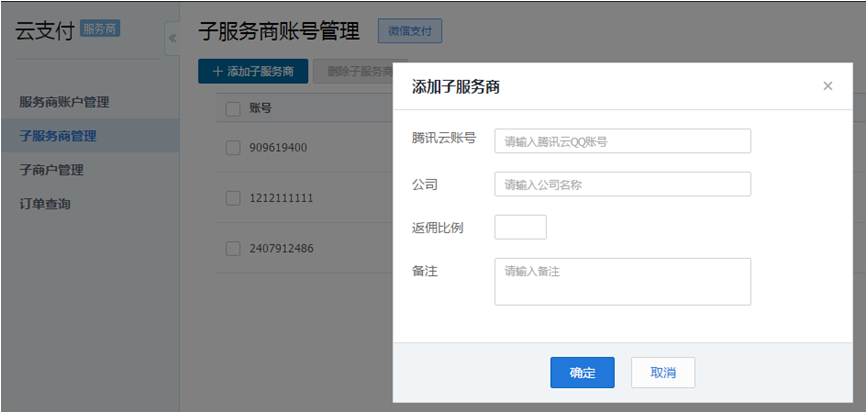 云支付 服务商
«
子服务商账号管理 微信支付
+ 添加子服务商 删除子服务商
服务商账户管理
子服务商管理
子商户管理
订单查询
账号
909619400
1212111111
2407912486
添加子服务商 ×
腾讯云账号 请输入腾讯云QQ账号
公司 请输入公司名称
返佣比例
备注 请输入备注
确定 取消